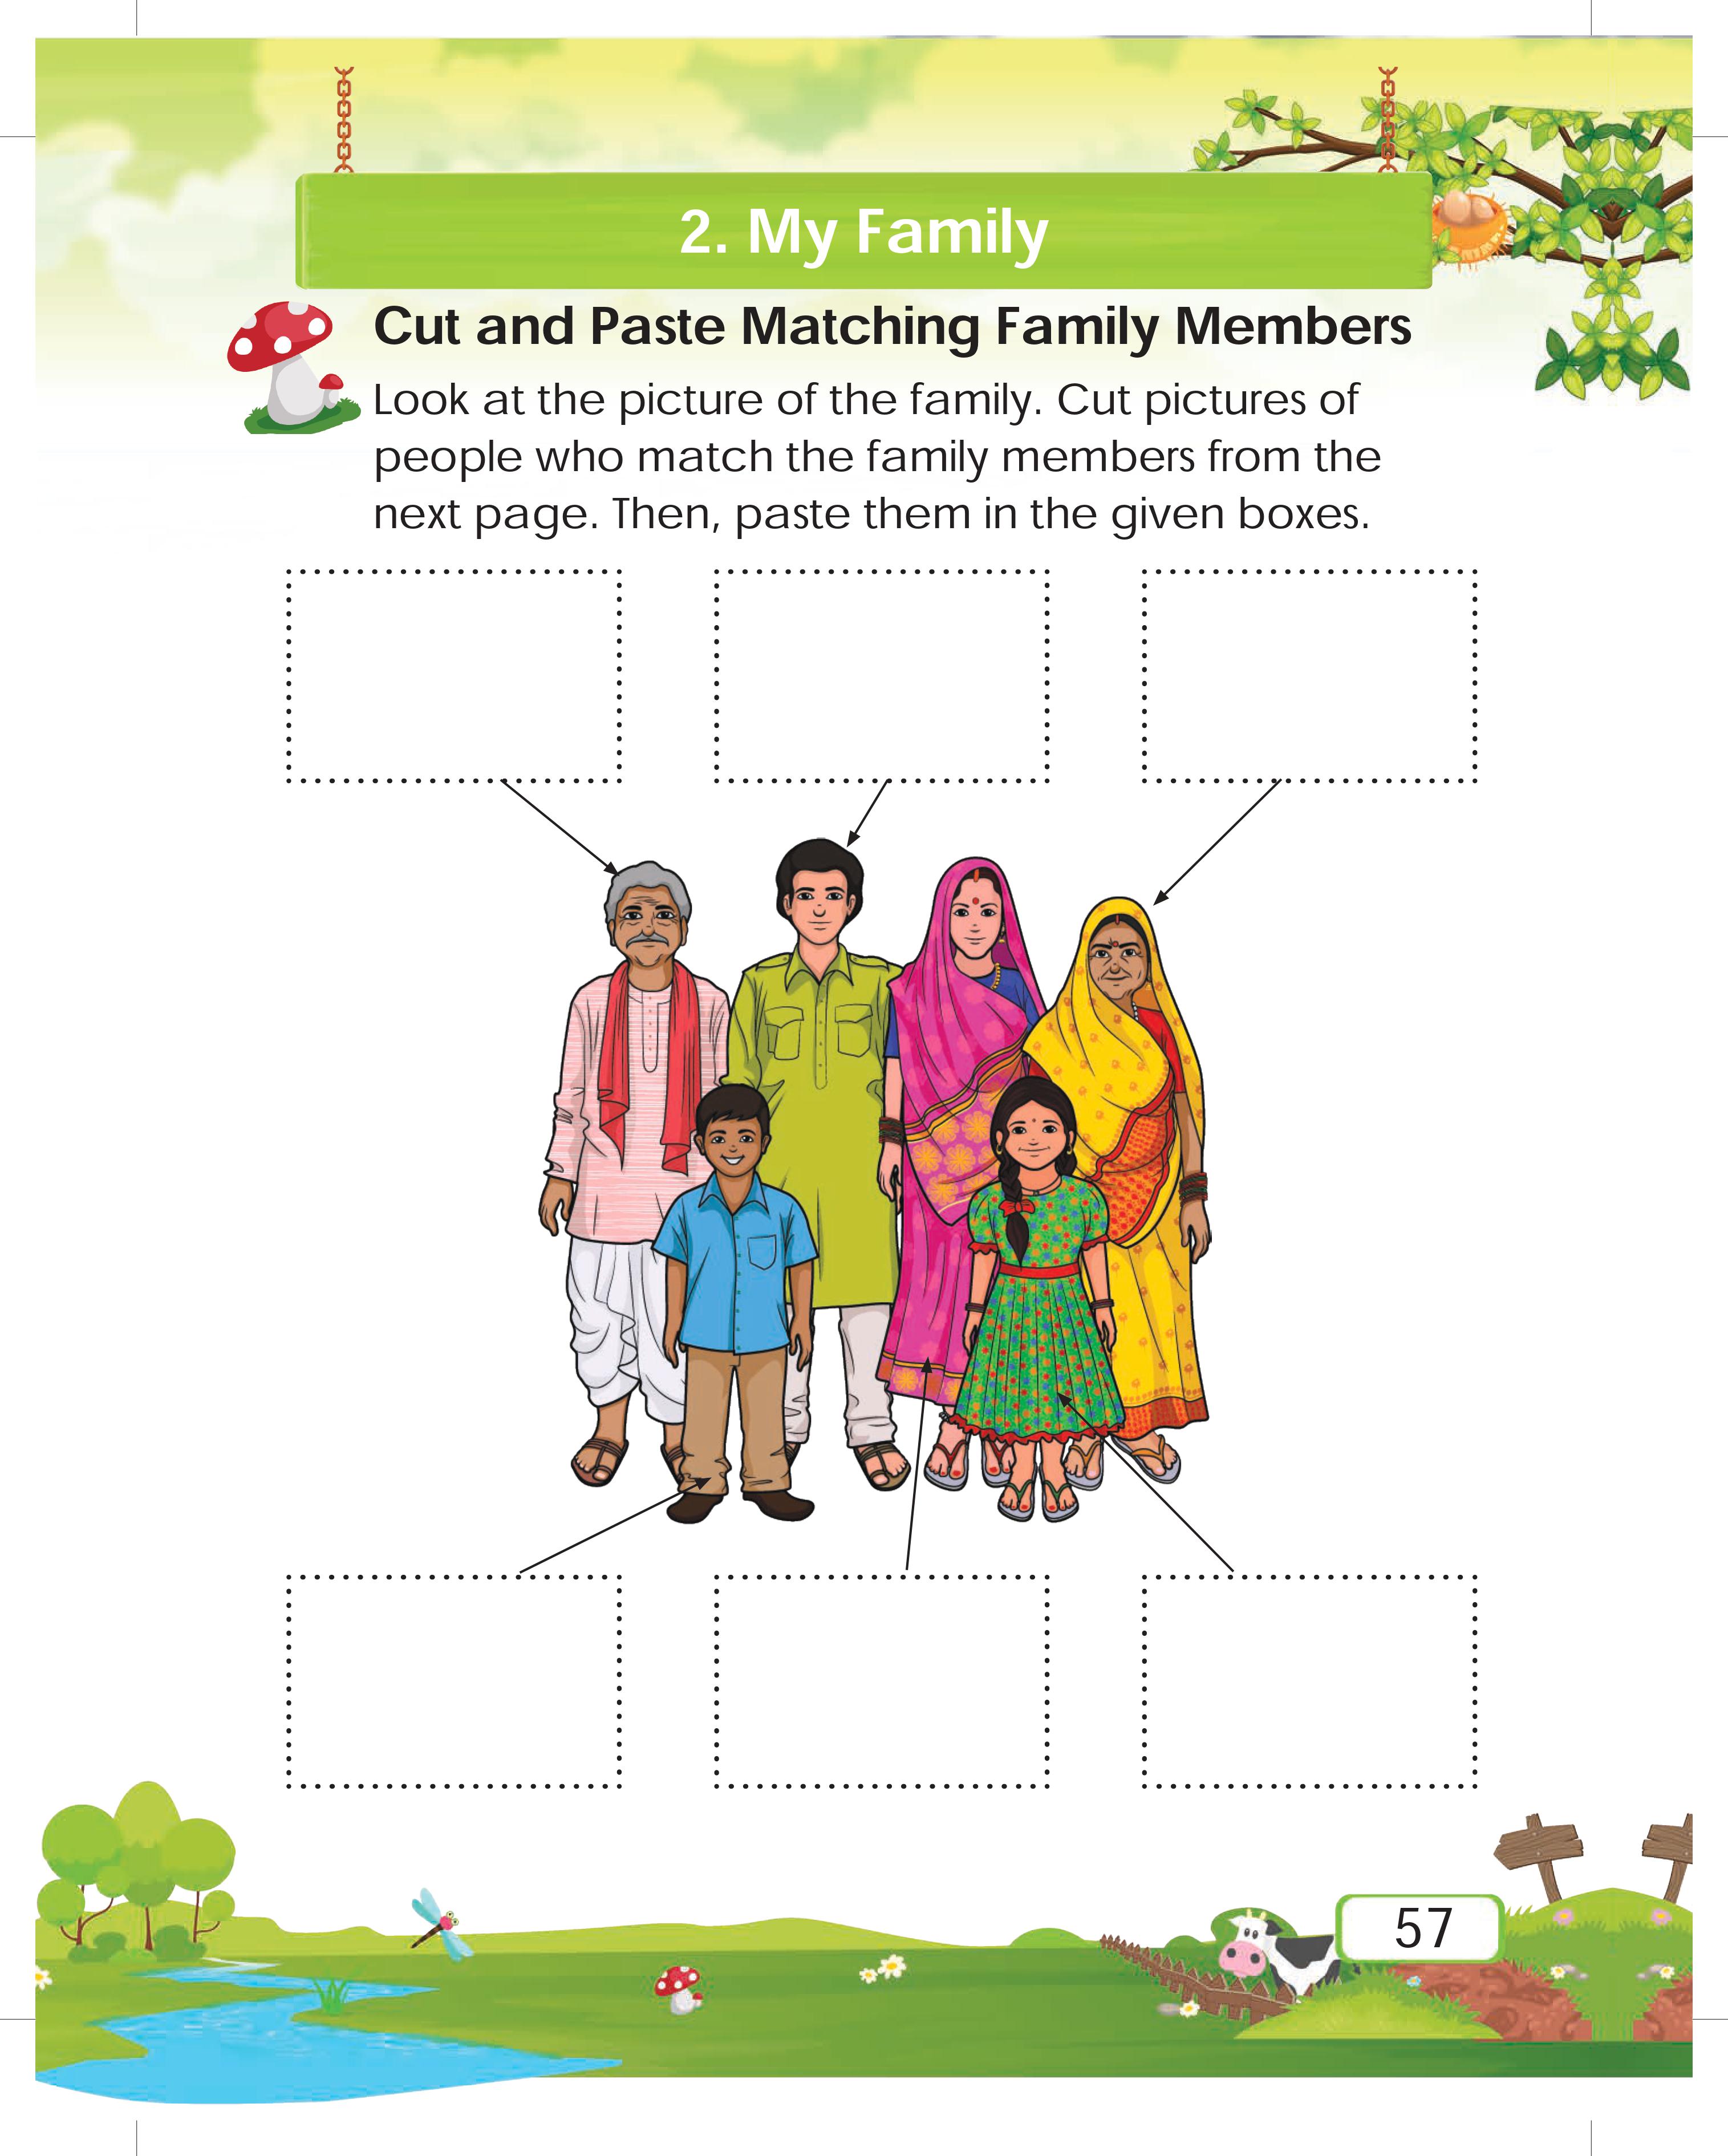 2. My Family
Cut and Paste Matching Family Members
Look at the picture of the family. Cut pictures of
people who match the family members from the
next page. Then, paste them in the given boxes.
57